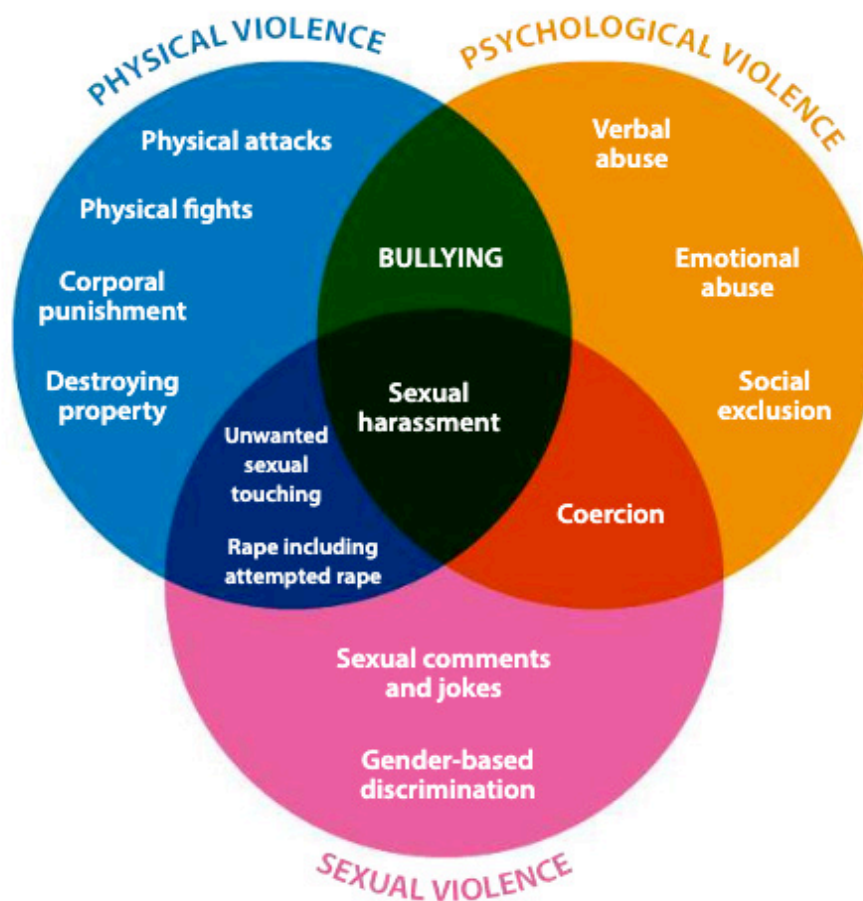 PHYSICAL VIOLENCE
PSYCHOLOGICAL VIOLENCE
Physical attacks
Physical fights
Corporal
punishment
Destroying
property
BULLYING
Verbal
abuse
Emotional
abuse
Social
exclusion
Sexual
harassment
Unwanted
sexual
touching
Rape including
attempted rape
Coercion
Sexual comments
and jokes
Gender-based
discrimination
SEXUAL VIOLENCE